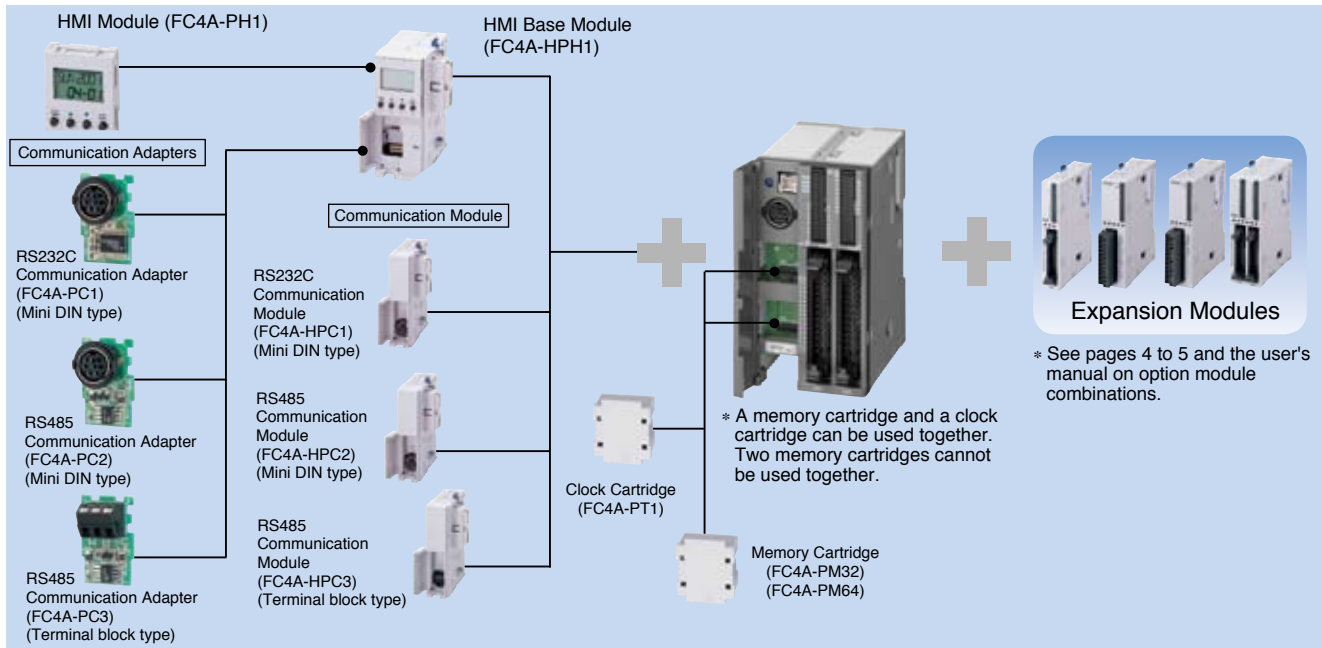 HMI Module (FC4A-PH1)
HMI Base Module
(FC4A-HPH1)
Communication Adapters
RS232C
Communication Adapter
(FC4A-PC1)
(Mini DIN type)
RS485
Communication Adapter
(FC4A-PC2)
(Mini DIN type)
RS485
Communication Adapter
(FC4A-PC3)
(Terminal block type)
Communication Module
RS232C
Communication
Module
(FC4A-HPC1)
(Mini DIN type)
RS485
Communication
Module
(FC4A-HPC2)
(Mini DIN type)
RS485
Communication
Module
(FC4A-HPC3)
(Terminal block type)
Clock Cartridge
(FC4A-PT1)
Memory Cartridge
(FC4A-PM32)
(FC4A-PM64)
* A memory cartridge and a clock
cartridge can be used together.
Two memory cartridges cannot
be used together.
Expansion Modules
* See pages 4 to 5 and the user's
manual on option module
combinations.